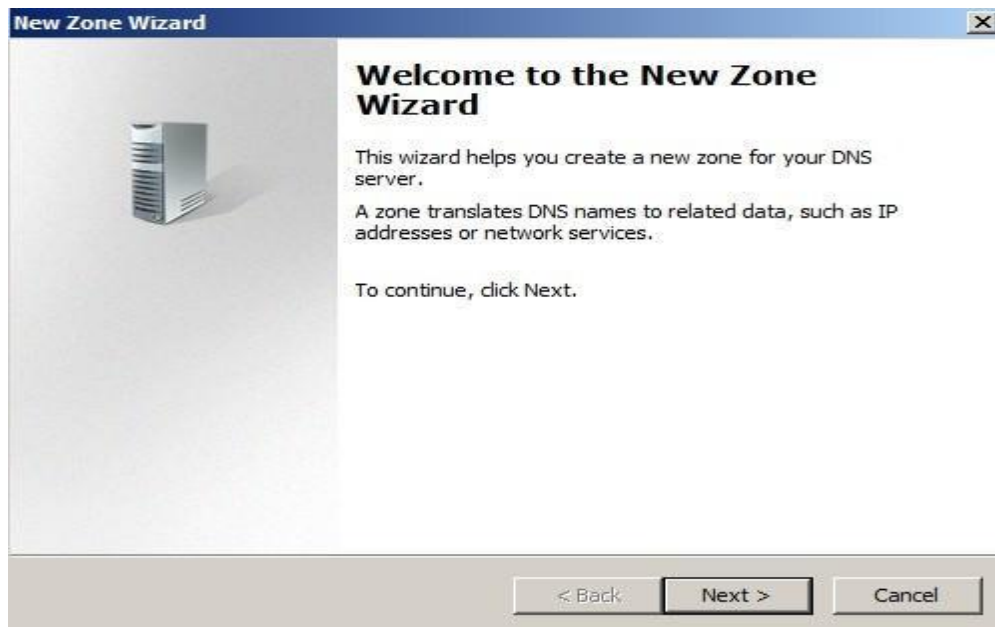 New Zone Wizard
Welcome to the New Zone
Wizard
This wizard helps you create a new zone for your DNS
server.
A zone translates DNS names to related data, such as IP
addresses or network services.
To continue, click Next.
< Back
Next >
Cancel